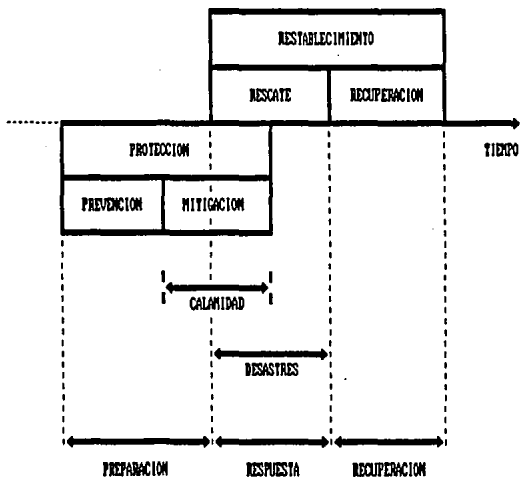 RESTABLECIMIENTO
RESCATE RECUPERACION
TIEMPO
PROTECCION
PREVENCION MITIGACION
CALAMIDAD
DESASTRES
PREPARACION RESPUESTA RECUPERACION